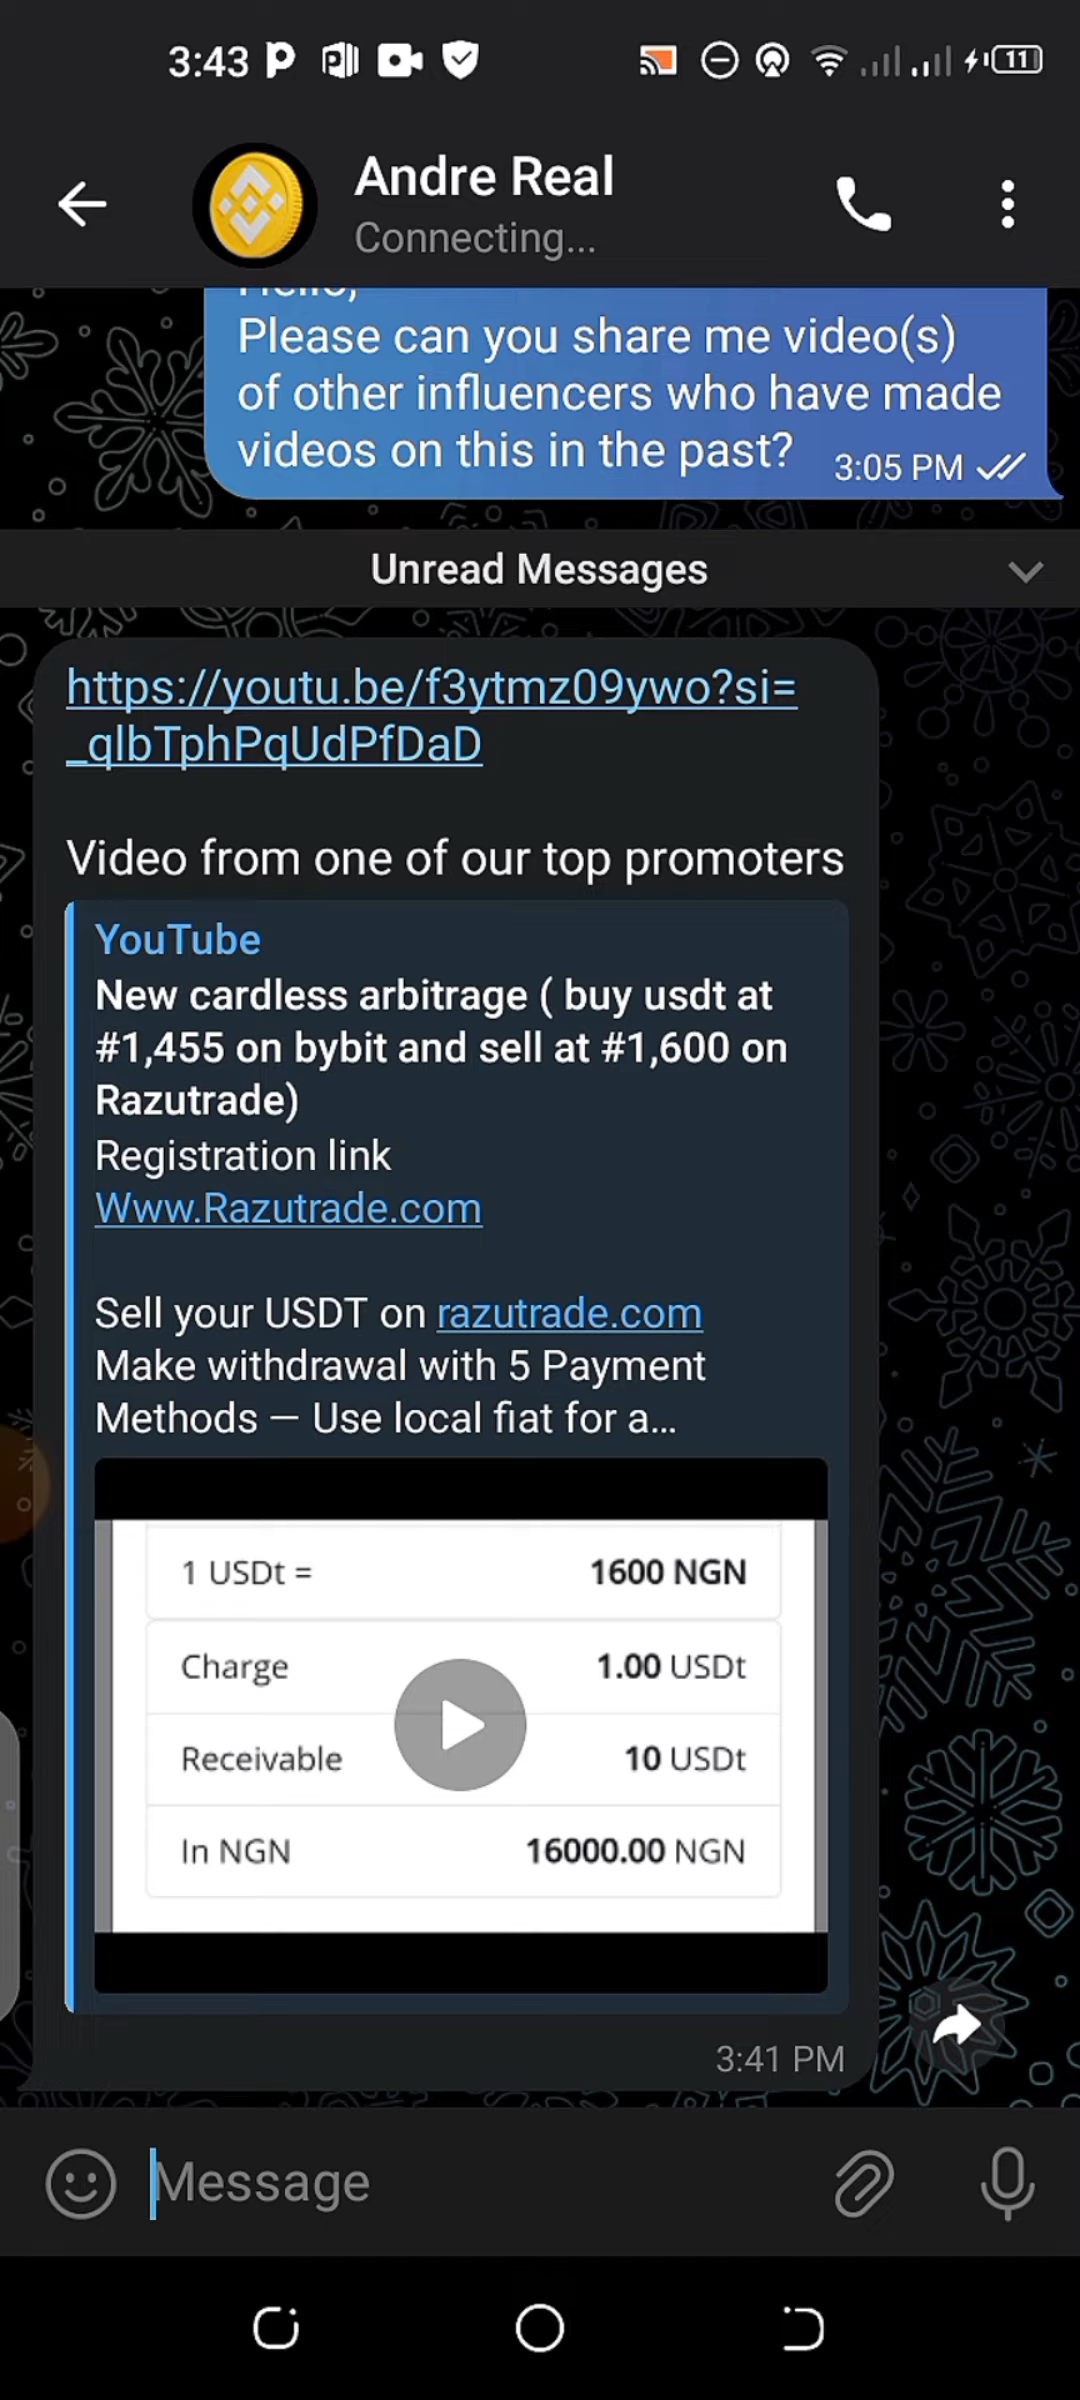 3:43
11
Andre Real
Connecting...
Hello,
Please can you share me video(s)
of other influencers who have made
videos on this in the past?
3:05 PM
Unread Messages
https://youtu.be/f3ytmz09ywo?si=
_qlbTphPqUdPfDaD
Video from one of our top promoters
YouTube
New cardless arbitrage ( buy usdt at
#1,455 on bybit and sell at #1,600 on
Razutrade)
Registration link
Www.Razutrade.com
Sell your USDT on razutrade.com
Make withdrawal with 5 Payment
Methods — Use local fiat for a...
1 USDt = 1600 NGN
Charge 1.00 USDt
Receivable 10 USDt
In NGN 16000.00 NGN
3:41 PM
Message